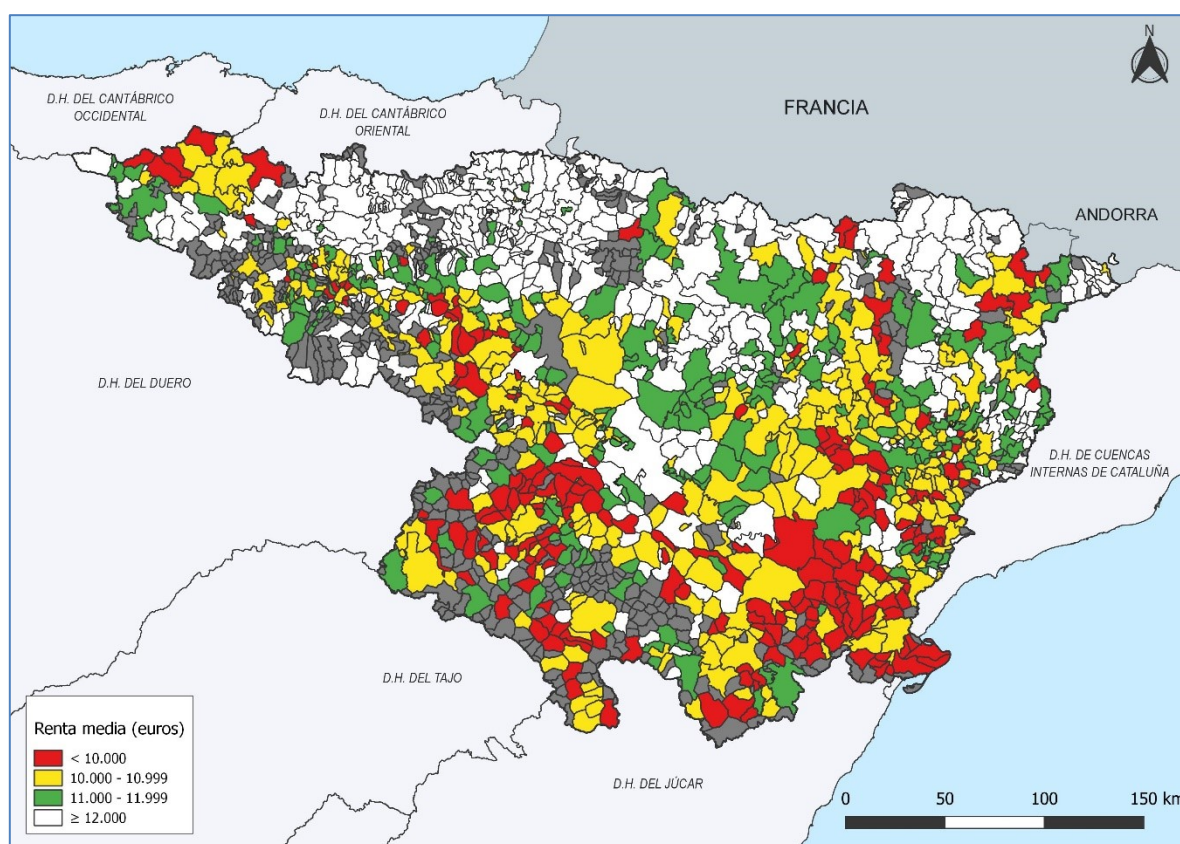 N
D.H. DEL CANTÁBRICO
OCCIDENTAL
D.H. DEL CANTÁBRICO
ORIENTAL
FRANCIA
ANDORRA
D.H. DEL DUERO
D.H. DE CUENCAS
INTERNAS DE CATALUÑA
D.H. DEL TAJO
D.H. DEL JÚCAR
Renta media (euros)
< 10.000
10.000 - 10.999
11.000 - 11.999
≥ 12.000
0 50 100 150 km